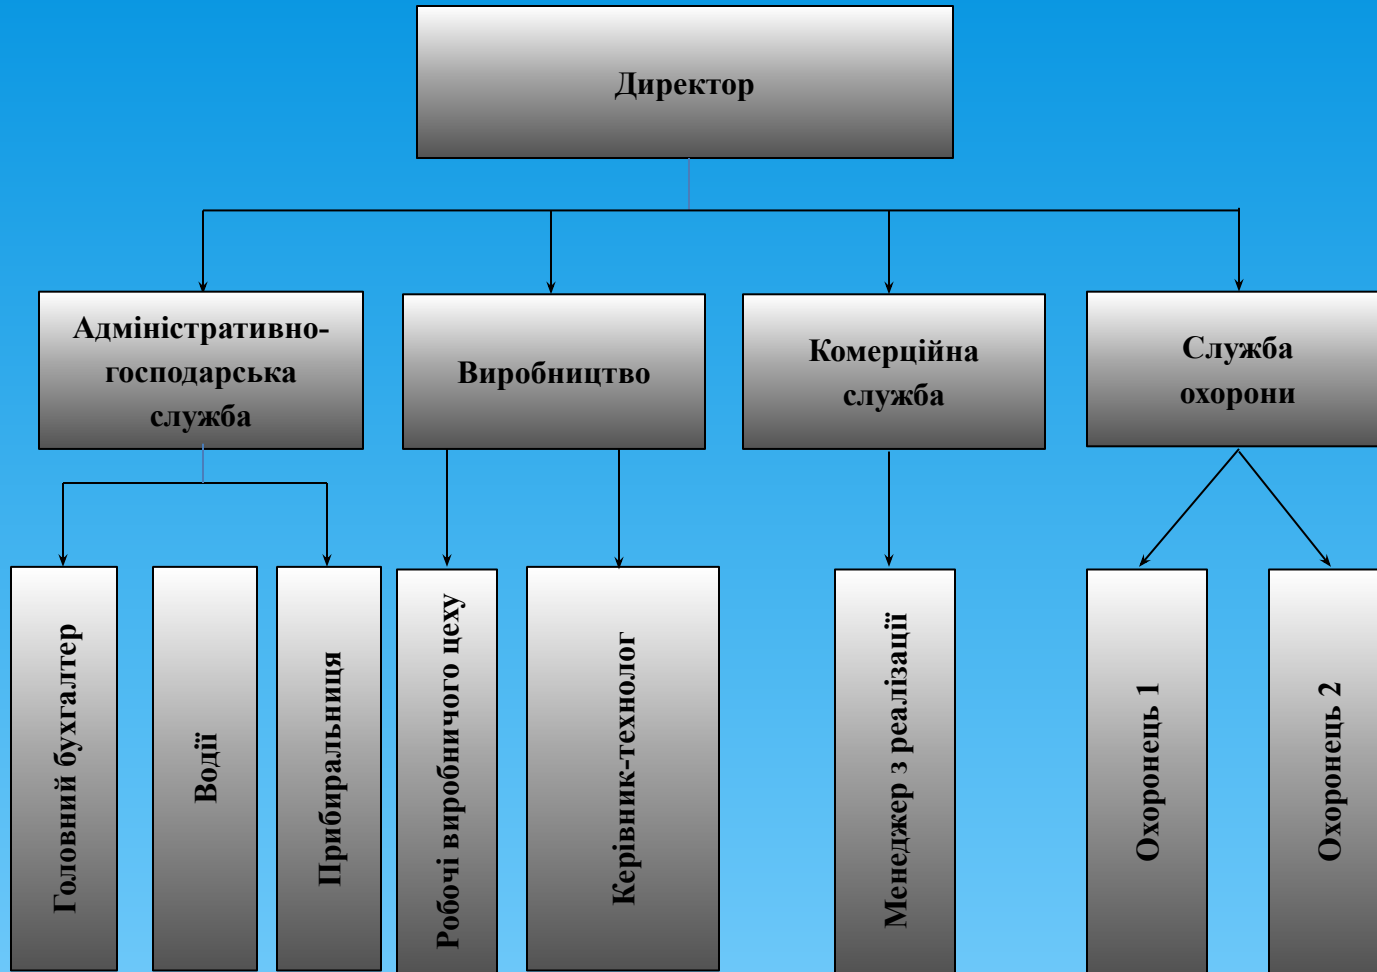 Директор
Адміністративно-
господарська
служба
Виробництво
Комерційна
служба
Служба
охорони
Головний бухгалтер
Водії
Прибиральниця
Робочі виробничого цеху
Керівник-технолог
Менеджер з реалізації
Охоронець 1
Охоронець 2